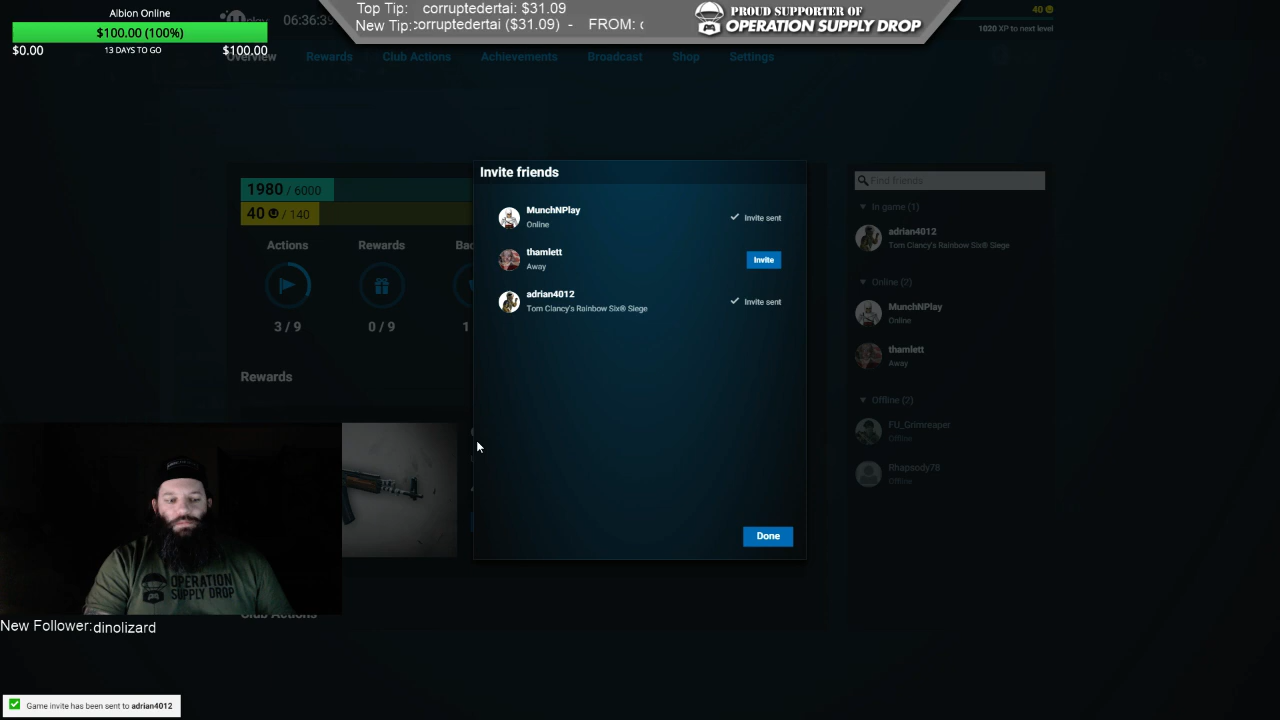 Albion Online
$100.00 (100%)
$0.00
13 DAYS TO GO
$100.00
uplay
06:36:39
Top Tip: corruptedertai: $31.09
New Tip: corruptedertai ($31.09) - FROM: c
PROUD SUPPORTER OF
OPERATION SUPPLY DROP
40
1020 XP to next level
Overview
Rewards
Club Actions
Achievements
Broadcast
Shop
Settings
1980 / 6000
40 / 140
Actions
Rewards
3 / 9
0 / 9
1
Rewards
Invite friends
MunchNPlay
Online
Invite sent
thamlett
Away
Invite
adrian4012
Tom Clancy's Rainbow Six® Siege
Invite sent
Done
Find friends
In game (1)
adrian4012
Tom Clancy's Rainbow Six® Siege
Online (2)
MunchNPlay
Online
thamlett
Away
Offline (2)
FU_Grimreaper
Offline
Rhapsody78
Offline
OPERATION
SUPPLY DROP
Club Actions
New Follower: dinolizard
Game invite has been sent to adrian4012